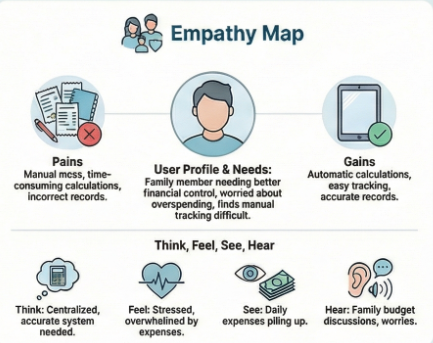 Empathy Map
Pains
Manual mcss, time-
consuming calculations,
incorrect records.
User Profile & Needs:
Family member needing better
financial control, worried about
overspending, finds manual
tracking difficult.
Gains
Automatic calculations,
easy tracking,
accurate records.
Think, Feel, See, Hear
Think: Centralized,
accurate system
needed.
Feel: Stressed,
overwhelined by
expenses.
See: Daily
expenses piling up.
Hear: Family budget
discussions, worries.